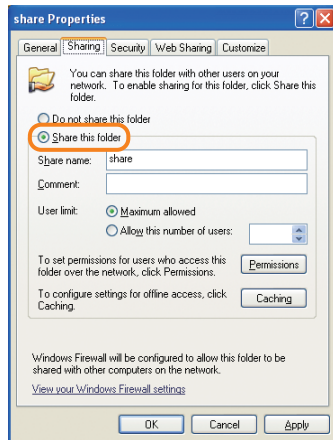 share Properties
General Sharing Security Web Sharing Customize
You can share this folder with other users on your
network. To enable sharing for this folder, click Share this
folder.
Do not share this folder
Share this folder
Share name: share
Comment:
User limit: Maximum allowed
Allow this number of users:
To set permissions for users who access this
folder over the network, click Permissions.
Permissions
To configure settings for offline access, click
Caching.
Caching
Windows Firewall will be configured to allow this folder to be
shared with other computers on the network.
View your Windows Firewall settings
OK Cancel Apply